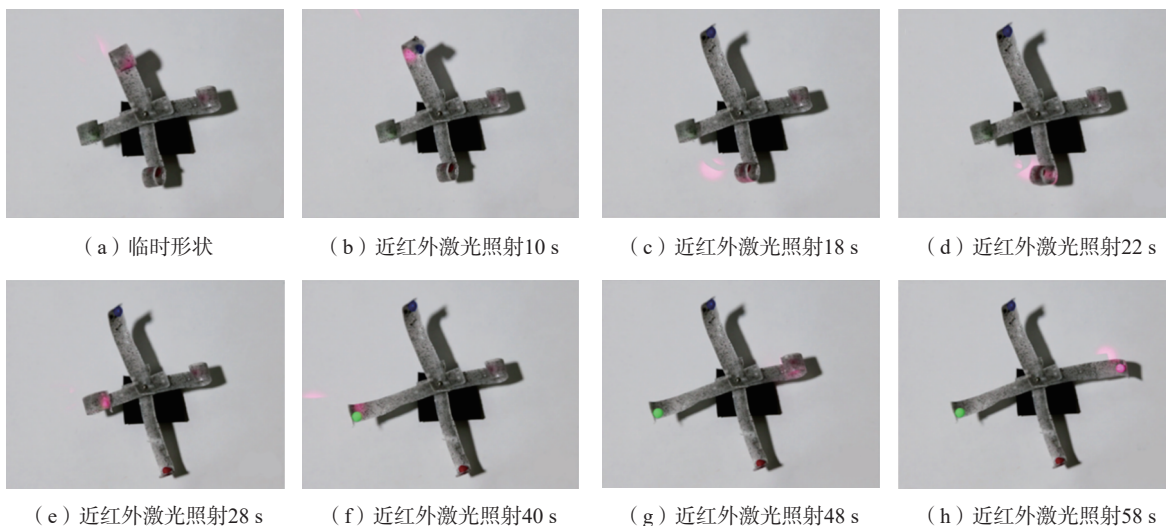 （a）临时形状
（b）近红外激光照射10 s
（c）近红外激光照射18 s
（d）近红外激光照射22 s
（e）近红外激光照射28 s
（f）近红外激光照射40 s
（g）近红外激光照射48 s
（h）近红外激光照射58 s